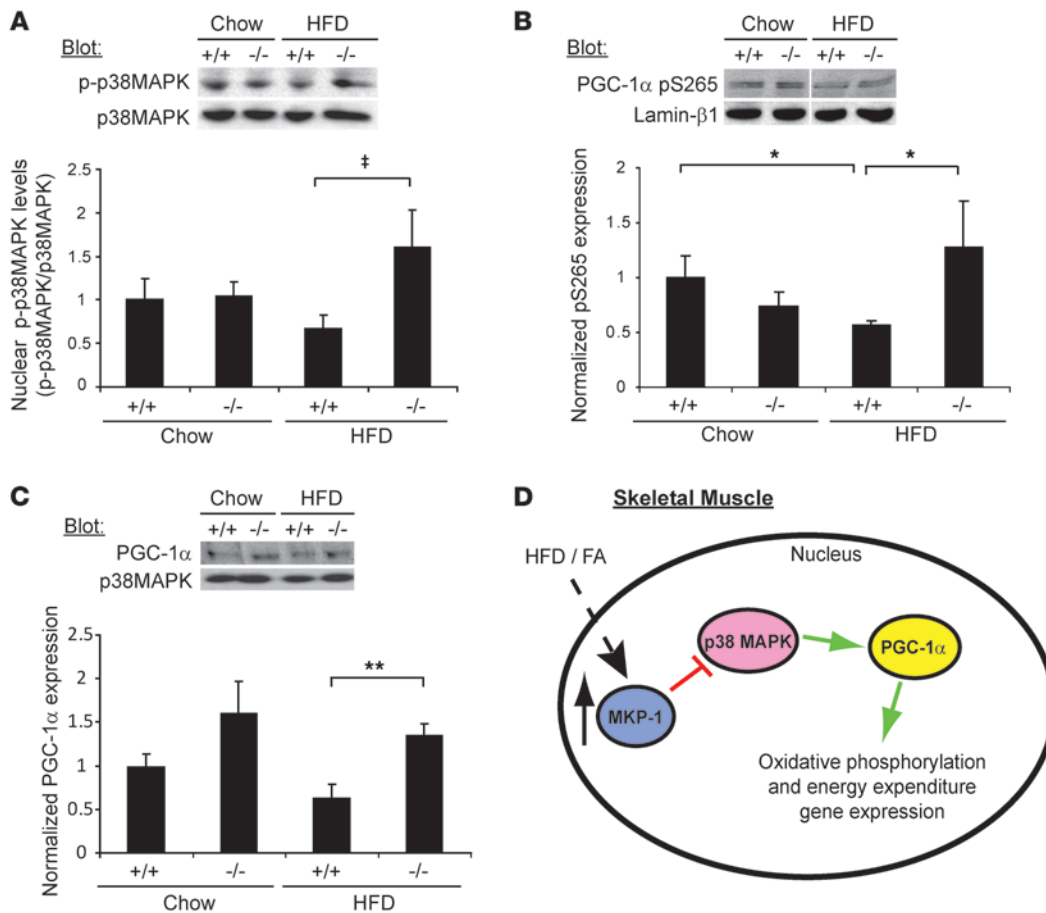 A
Chow HFD
Blot: +/+ -/- +/+ -/-
p-p38MAPK
p38MAPK
Nuclear p-p38MAPK levels
(p-p38MAPK/p38MAPK)
2.5
2
1.5
1
0.5
0
‡
+/+ -/- +/+ -/-
Chow HFD
B
Chow HFD
Blot: +/+ -/- +/+ -/-
PGC-1α pS265
Lamin-β1
Normalized pS265 expression
2
1.5
1
0.5
0
* *
+/+ -/- +/+ -/-
Chow HFD
C
Chow HFD
Blot: +/+ -/- +/+ -/-
PGC-1α
p38MAPK
Normalized PGC-1α expression
2.5
2
1.5
1
0.5
0
**
+/+ -/- +/+ -/-
Chow HFD
D
Skeletal Muscle
Nucleus
HFD / FA
p38 MAPK
PGC-1α
MKP-1
Oxidative phosphorylation
and energy expenditure
gene expression